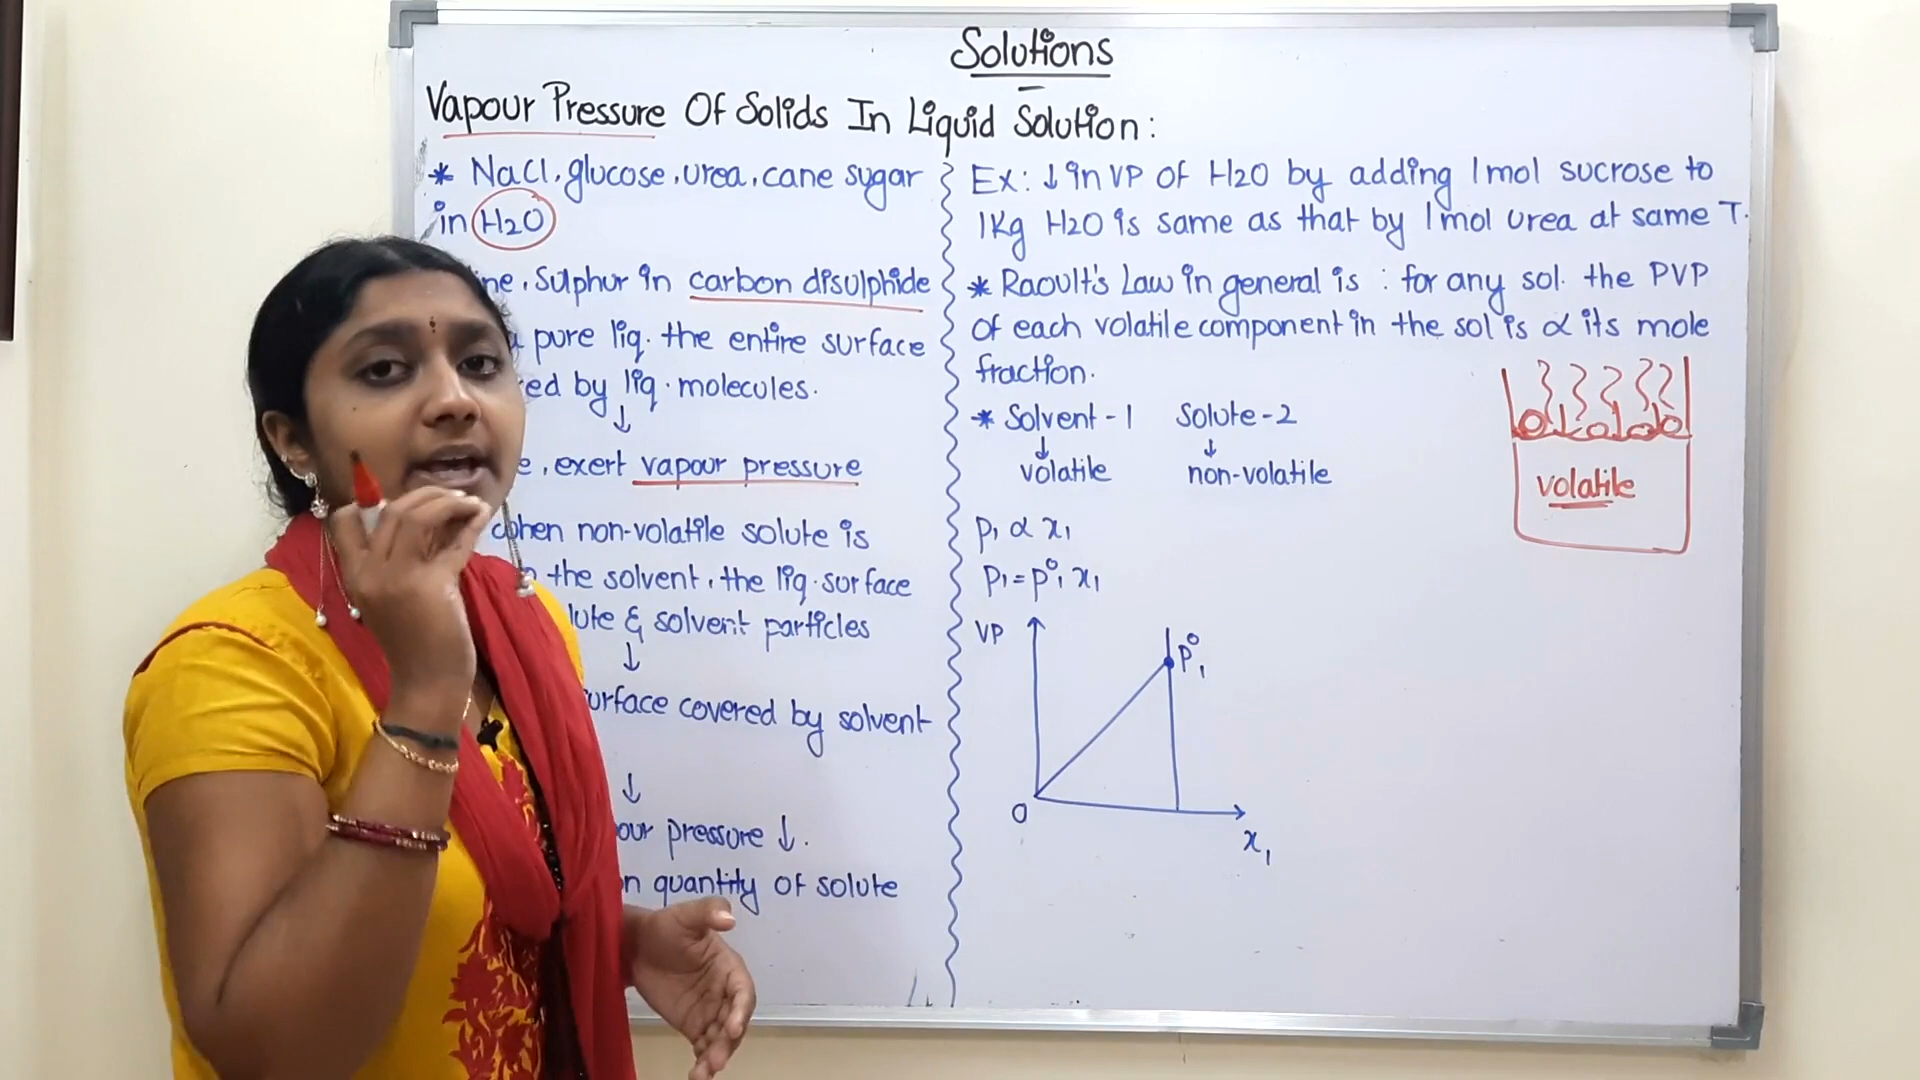 Solutions
Vapour Pressure Of Solids In Liquid Solution:
* NaCl, glucose, urea, cane sugar
in H2O
Sulphur in carbon disulphide
pure liq. the entire surface
by liq. molecules.
↓
exert vapour pressure
when non-volatile solute is
the solvent, the liq. surface
& solvent particles
↓
covered by solvent
↓
pressure ↓.
quantity of solute
Ex: ↓ in VP of H2O by adding 1 mol sucrose to
1Kg H2O is same as that by 1 mol urea at same T.
* Raoult's Law in general is : for any sol. the PVP
of each volatile component in the sol is α its mole
fraction.
* Solvent - 1 Solute - 2
↓ ↓
volatile non-volatile
p₁ α x₁
p₁ = p⁰₁ x₁
VP
p⁰₁
O
x₁
volatile